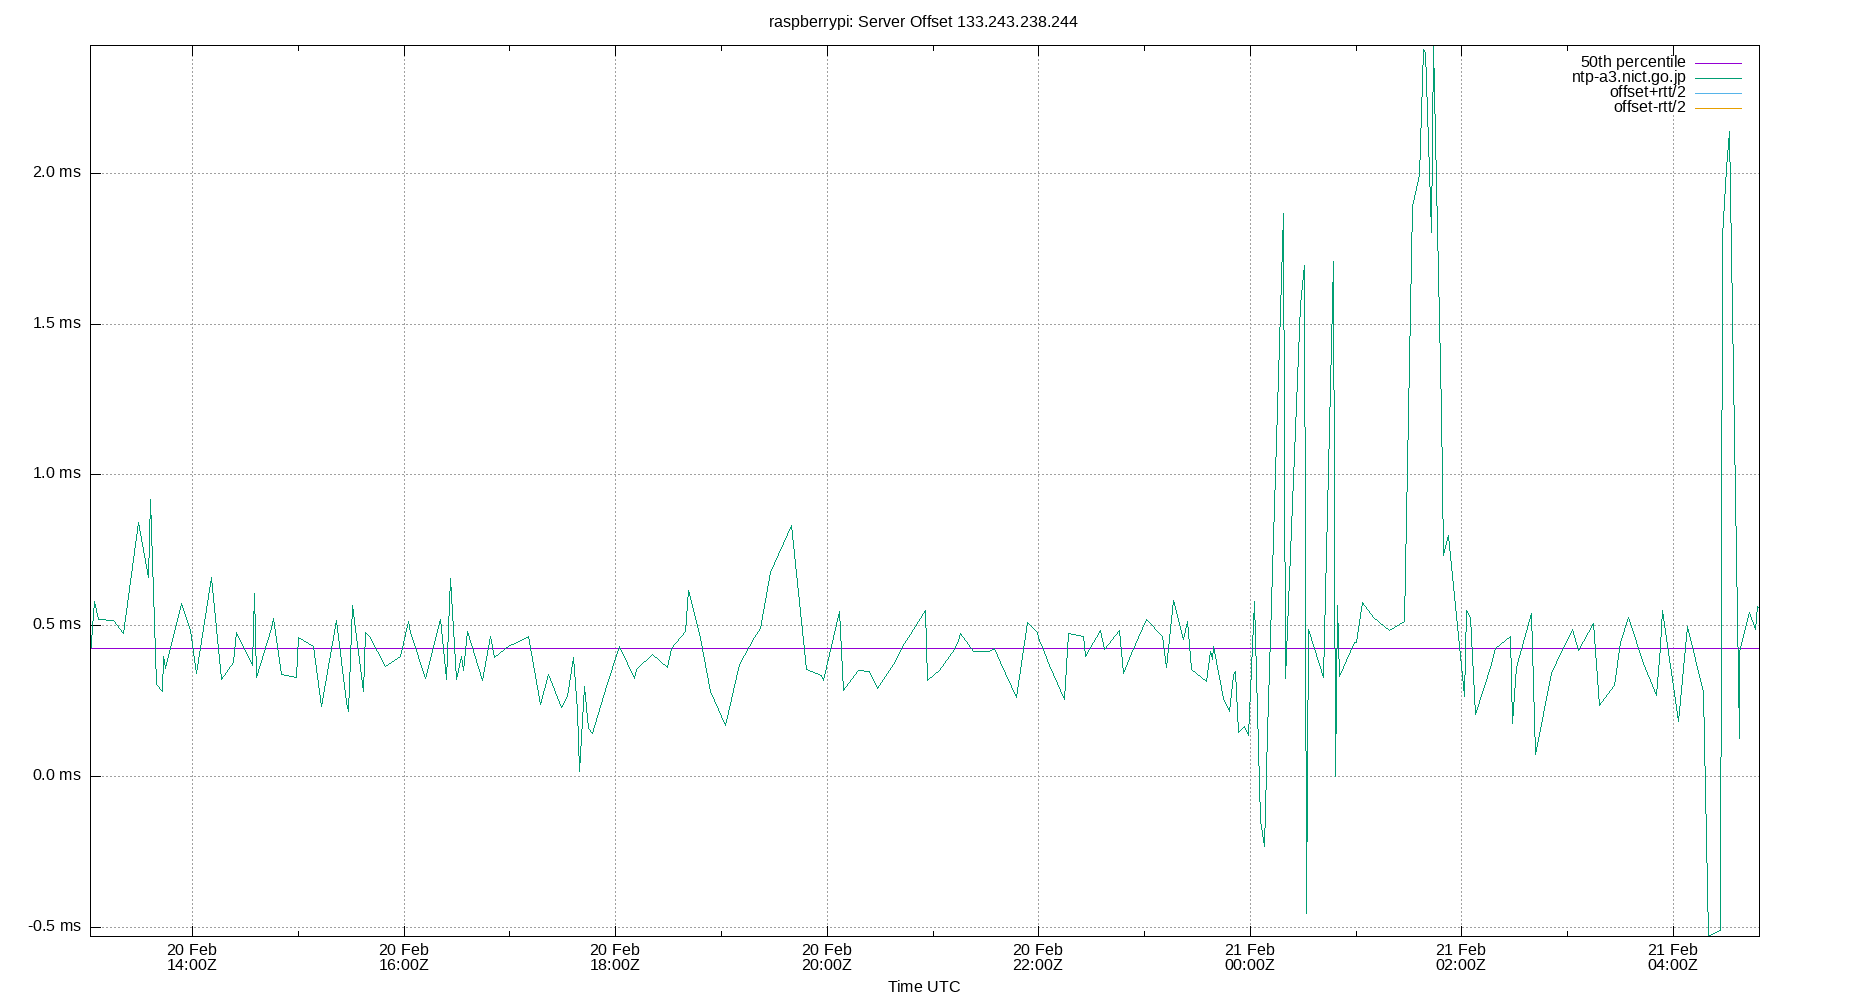 raspberrypi: Server Offset 133.243.238.244
50th percentile
ntp-a3.nict.go.jp
offset+rtt/2
offset-rtt/2
2.0 ms
1.5 ms
1.0 ms
0.5 ms
0.0 ms
-0.5 ms
20 Feb 20 Feb 20 Feb 20 Feb 20 Feb 21 Feb 21 Feb 21 Feb
14:00Z 16:00Z 18:00Z 20:00Z 22:00Z 00:00Z 02:00Z 04:00Z
Time UTC